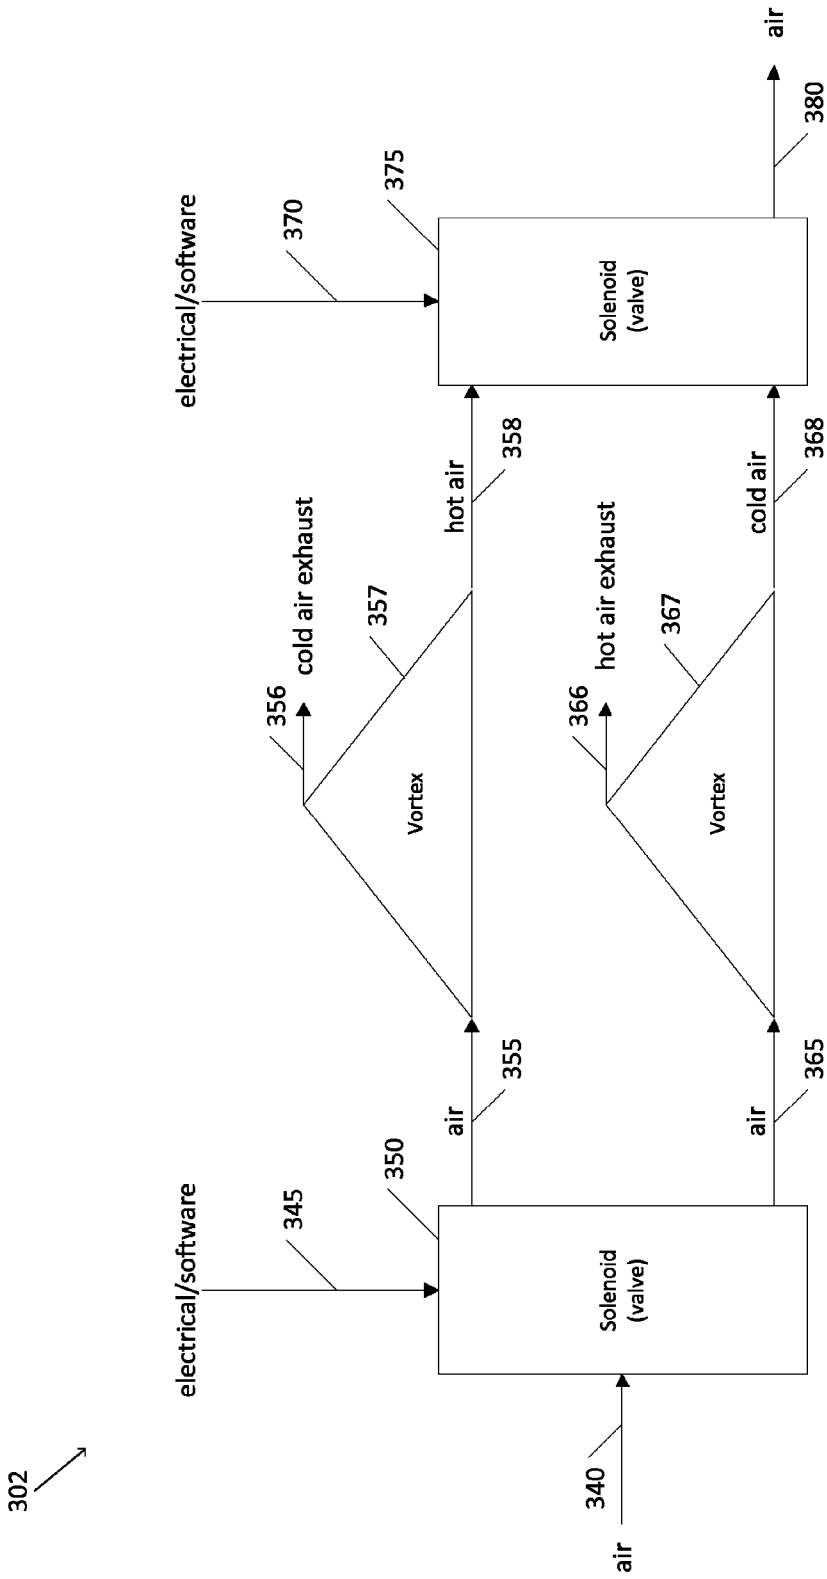 302
air
340
electrical/software
345
350
Solenoid
(valve)
air
355
air
365
356
cold air exhaust
357
Vortex
366
hot air exhaust
367
Vortex
hot air
358
cold air
368
electrical/software
370
375
Solenoid
(valve)
380
air